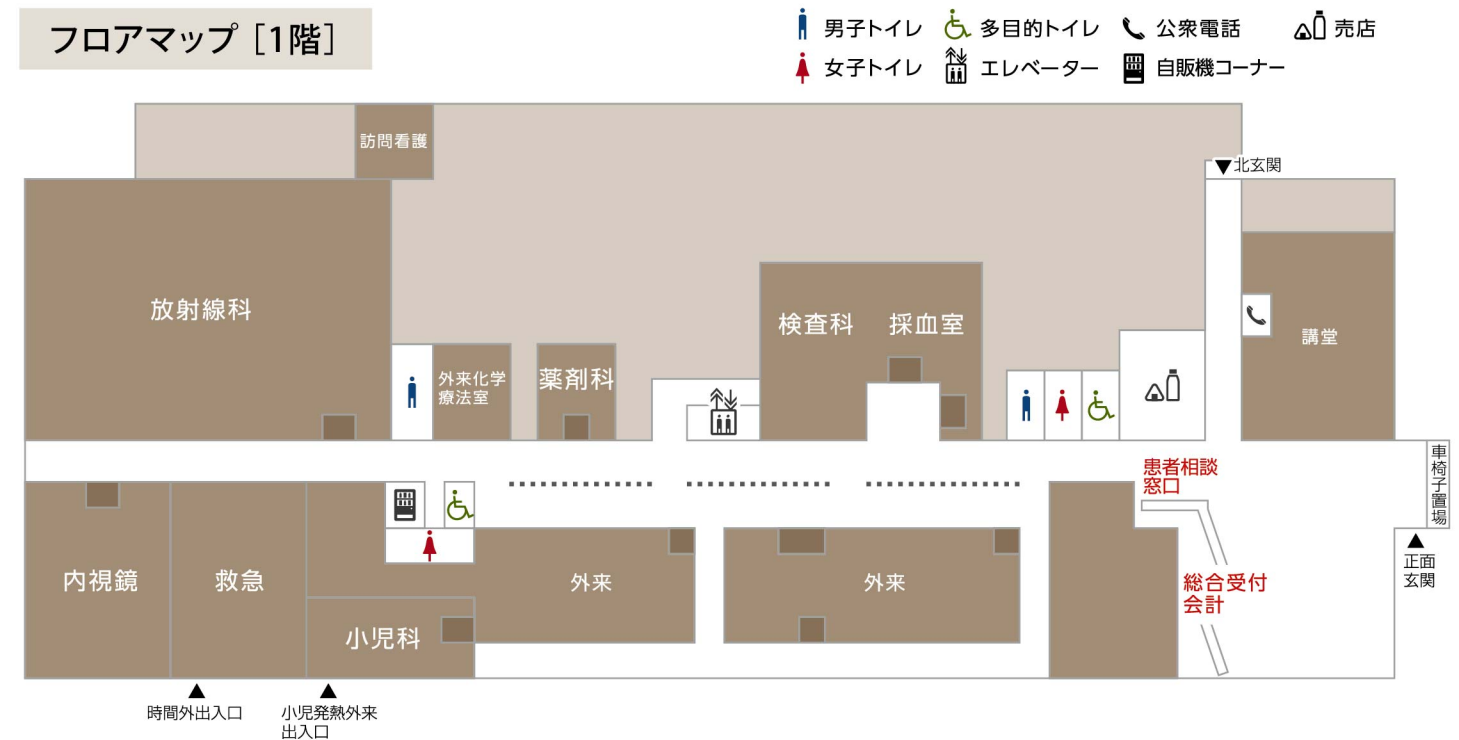 フロアマップ［1階］
男子トイレ
多目的トイレ
公衆電話
売店
女子トイレ
エレベーター
自販機コーナー
訪問看護
北玄関
放射線科
検査科
採血室
講堂
外来化学
療法室
薬剤科
患者相談
窓口
車椅子置場
内視鏡
救急
外来
外来
総合受付
会計
正面
玄関
小児科
時間外出入口
小児発熱外来
出入口